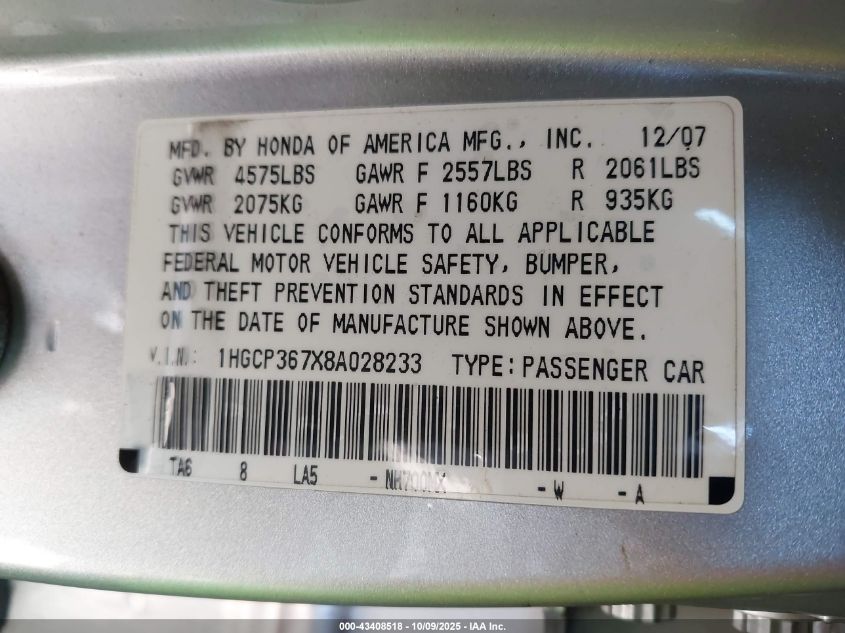 MFD. BY HONDA OF AMERICA MFG., INC. 12/07
GVWR 4575LBS GAWR F 2557LBS R 2061LBS
GVWR 2075KG GAWR F 1160KG R 935KG
THIS VEHICLE CONFORMS TO ALL APPLICABLE
FEDERAL MOTOR VEHICLE SAFETY, BUMPER,
AND THEFT PREVENTION STANDARDS IN EFFECT
ON THE DATE OF MANUFACTURE SHOWN ABOVE.
V.I.N.: 1HGCP367X8A028233 TYPE: PASSENGER CAR
TA6 8 LA5 - NH700MX - W - A
000-43408518 - 10/09/2025 - IAA Inc.